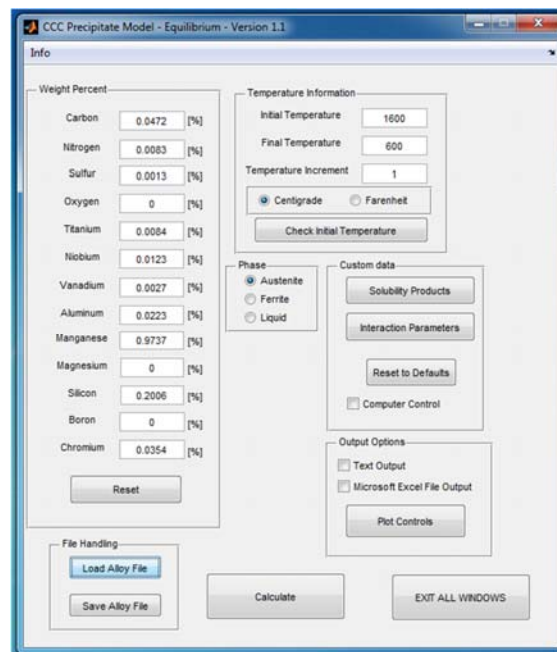 CCC Precipitate Model - Equilibrium - Version 1.1
Info
Weight Percent
Carbon 0.0472 [%]
Nitrogen 0.0083 [%]
Sulfur 0.0013 [%]
Oxygen 0 [%]
Titanium 0.0084 [%]
Niobium 0.0123 [%]
Vanadium 0.0027 [%]
Aluminum 0.0223 [%]
Manganese 0.9737 [%]
Magnesium 0 [%]
Silicon 0.2006 [%]
Boron 0 [%]
Chromium 0.0354 [%]
Reset
Temperature Information
Initial Temperature 1600
Final Temperature 600
Temperature Increment 1
Centigrade Farenheit
Check Initial Temperature
Phase
Austenite
Ferrite
Liquid
Custom data
Solubility Products
Interaction Parameters
Reset to Defaults
Computer Control
Output Options
Text Output
Microsoft Excel File Output
Plot Controls
File Handling
Load Alloy File
Save Alloy File
Calculate
EXIT ALL WINDOWS